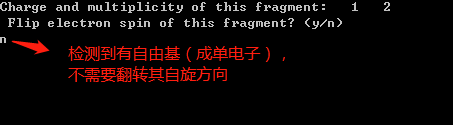 Charge and multiplicity of this fragment:   1   2
Flip electron spin of this fragment? (y/n)
n
检测到有自由基（成单电子），
不需要翻转其自旋方向